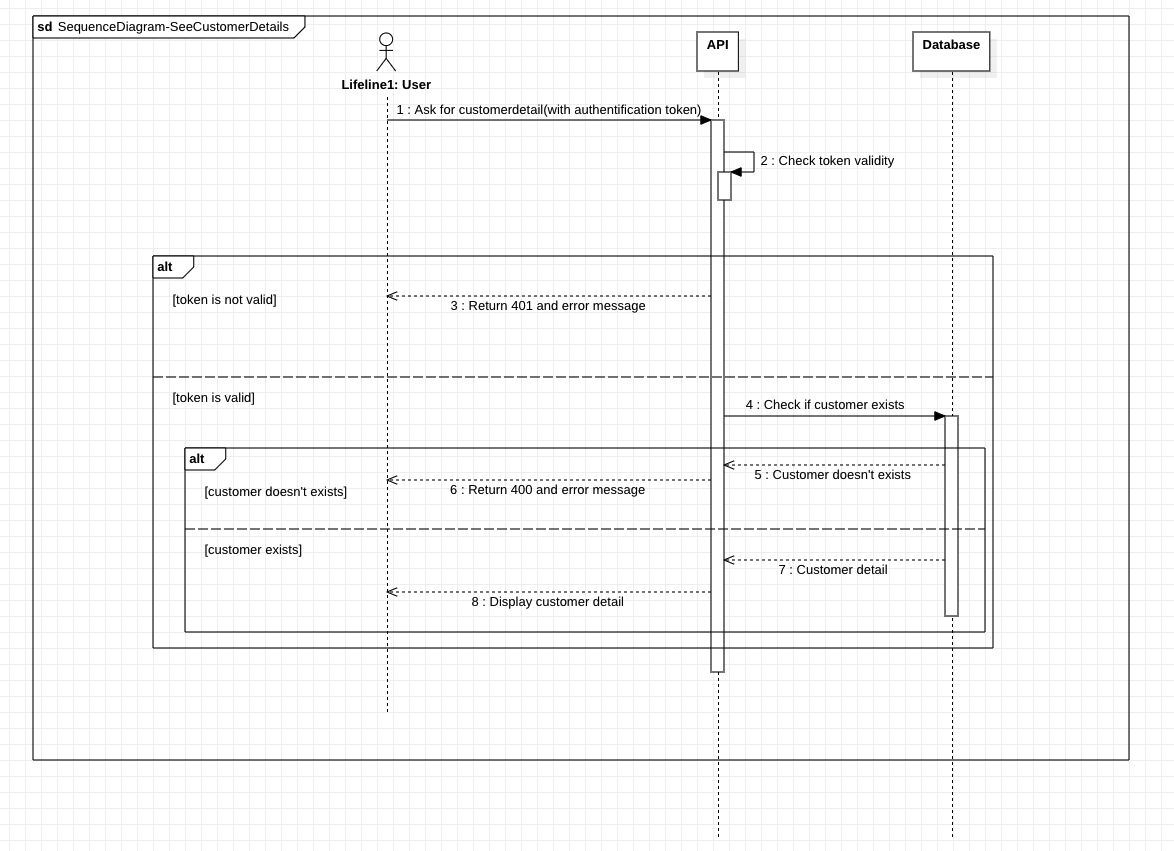 sd SequenceDiagram-SeeCustomerDetails
API
Database
Lifeline1: User
1 : Ask for customerdetail(with authentification token)
2 : Check token validity
alt
[token is not valid]
3 : Return 401 and error message
[token is valid]
4 : Check if customer exists
alt
5 : Customer doesn't exists
[customer doesn't exists]
6 : Return 400 and error message
[customer exists]
7 : Customer detail
8 : Display customer detail